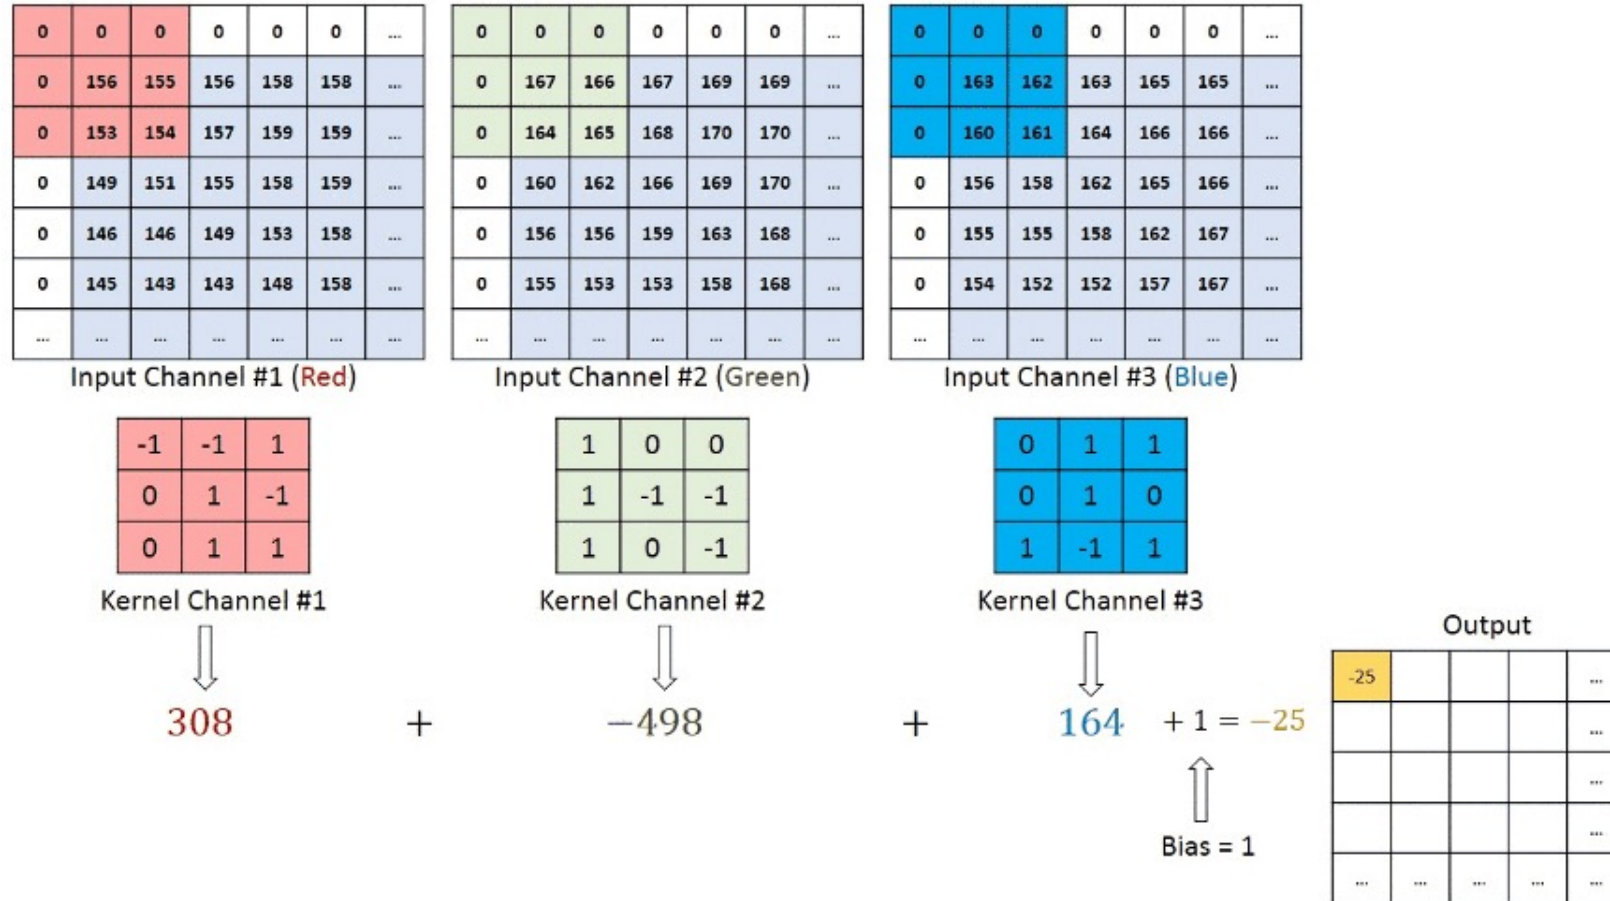 0 0 0 0 0 0 ... 0 0 0 0 0 0 ... 0 0 0 0 0 0 ...
0 156 155 156 158 158 ... 0 167 166 167 169 169 ... 0 163 162 163 165 165 ...
0 153 154 157 159 159 ... 0 164 165 168 170 170 ... 0 160 161 164 166 166 ...
0 149 151 155 158 159 ... 0 160 162 166 169 170 ... 0 156 158 162 165 166 ...
0 146 146 149 153 158 ... 0 156 156 159 163 168 ... 0 155 155 158 162 167 ...
0 145 143 143 148 158 ... 0 155 153 153 158 168 ... 0 154 152 152 157 167 ...
... ... ... ... ... ... ... ... ... ... ... ... ... ... ... ... ... ... ... ... ...
Input Channel #1 (Red) Input Channel #2 (Green) Input Channel #3 (Blue)
-1 -1 1 1 0 0 0 1 1
0 1 -1 1 -1 -1 0 1 0
0 1 1 1 0 -1 1 -1 1
Kernel Channel #1 Kernel Channel #2 Kernel Channel #3
Output
-25 ...
308 + −498 + 164 + 1 = −25
...
...
Bias = 1
...
... ... ... ... ...